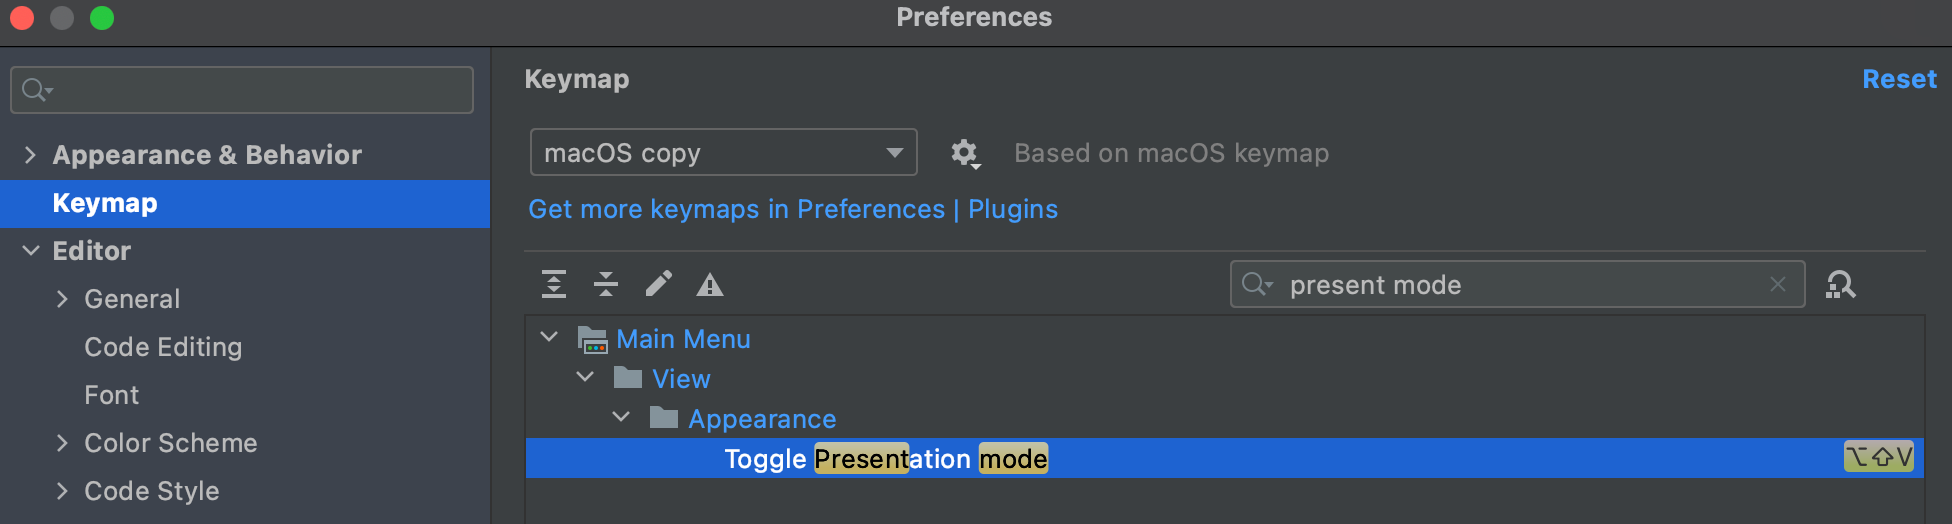 Preferences
Keymap
Reset
Appearance & Behavior
macOS copy
Based on macOS keymap
Keymap
Get more keymaps in Preferences | Plugins
Editor
General
present mode
Code Editing
Main Menu
View
Font
Appearance
Color Scheme
Toggle Presentation mode
⌥⇧V
Code Style